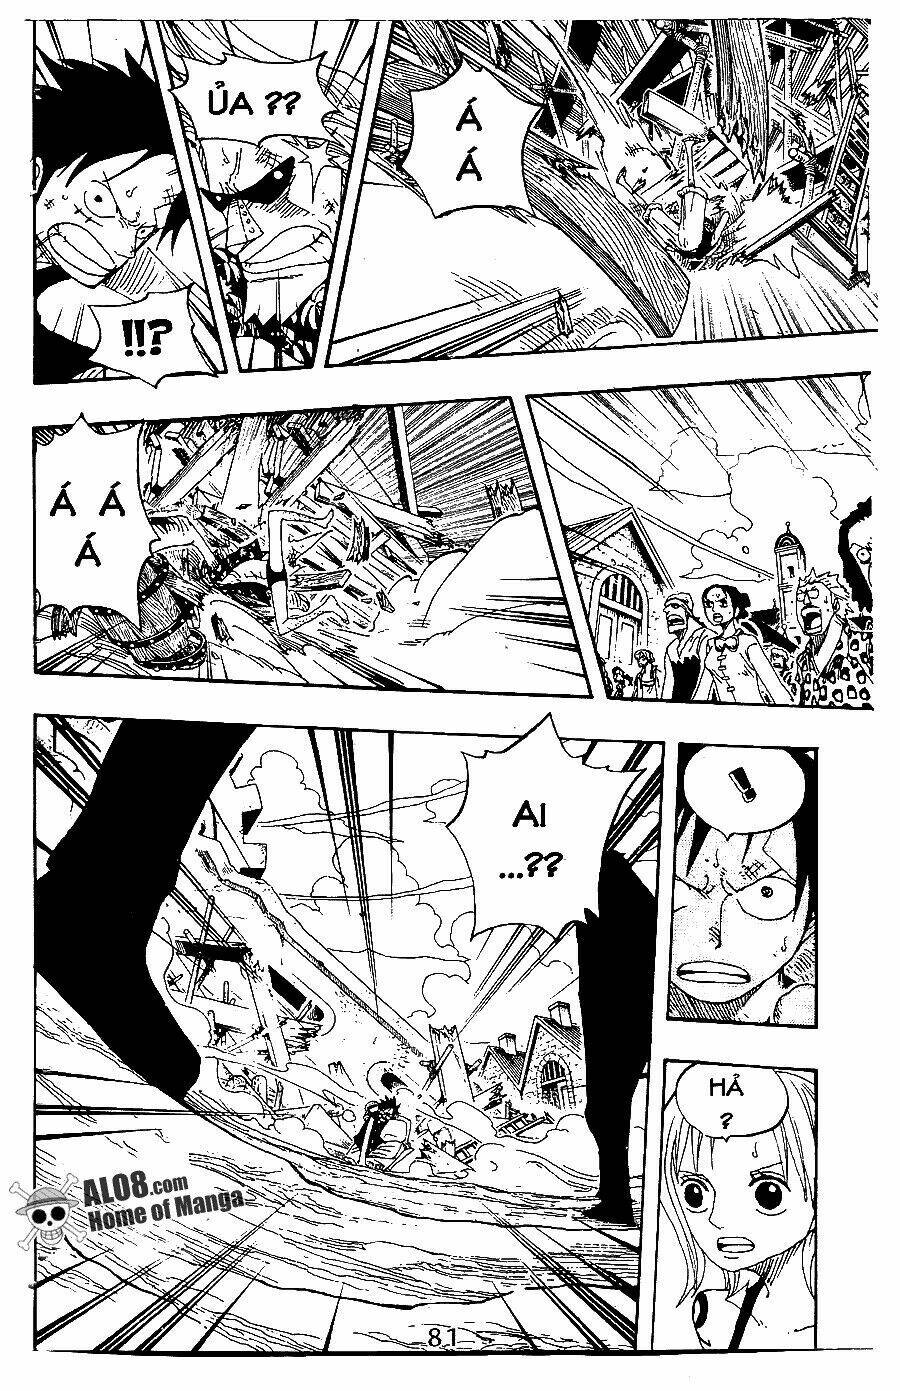 ỦA ??
!!?
Á
Á
Á Á
Á
AI
...??
!
HẢ
?
ALO8.com
Home of Manga
81